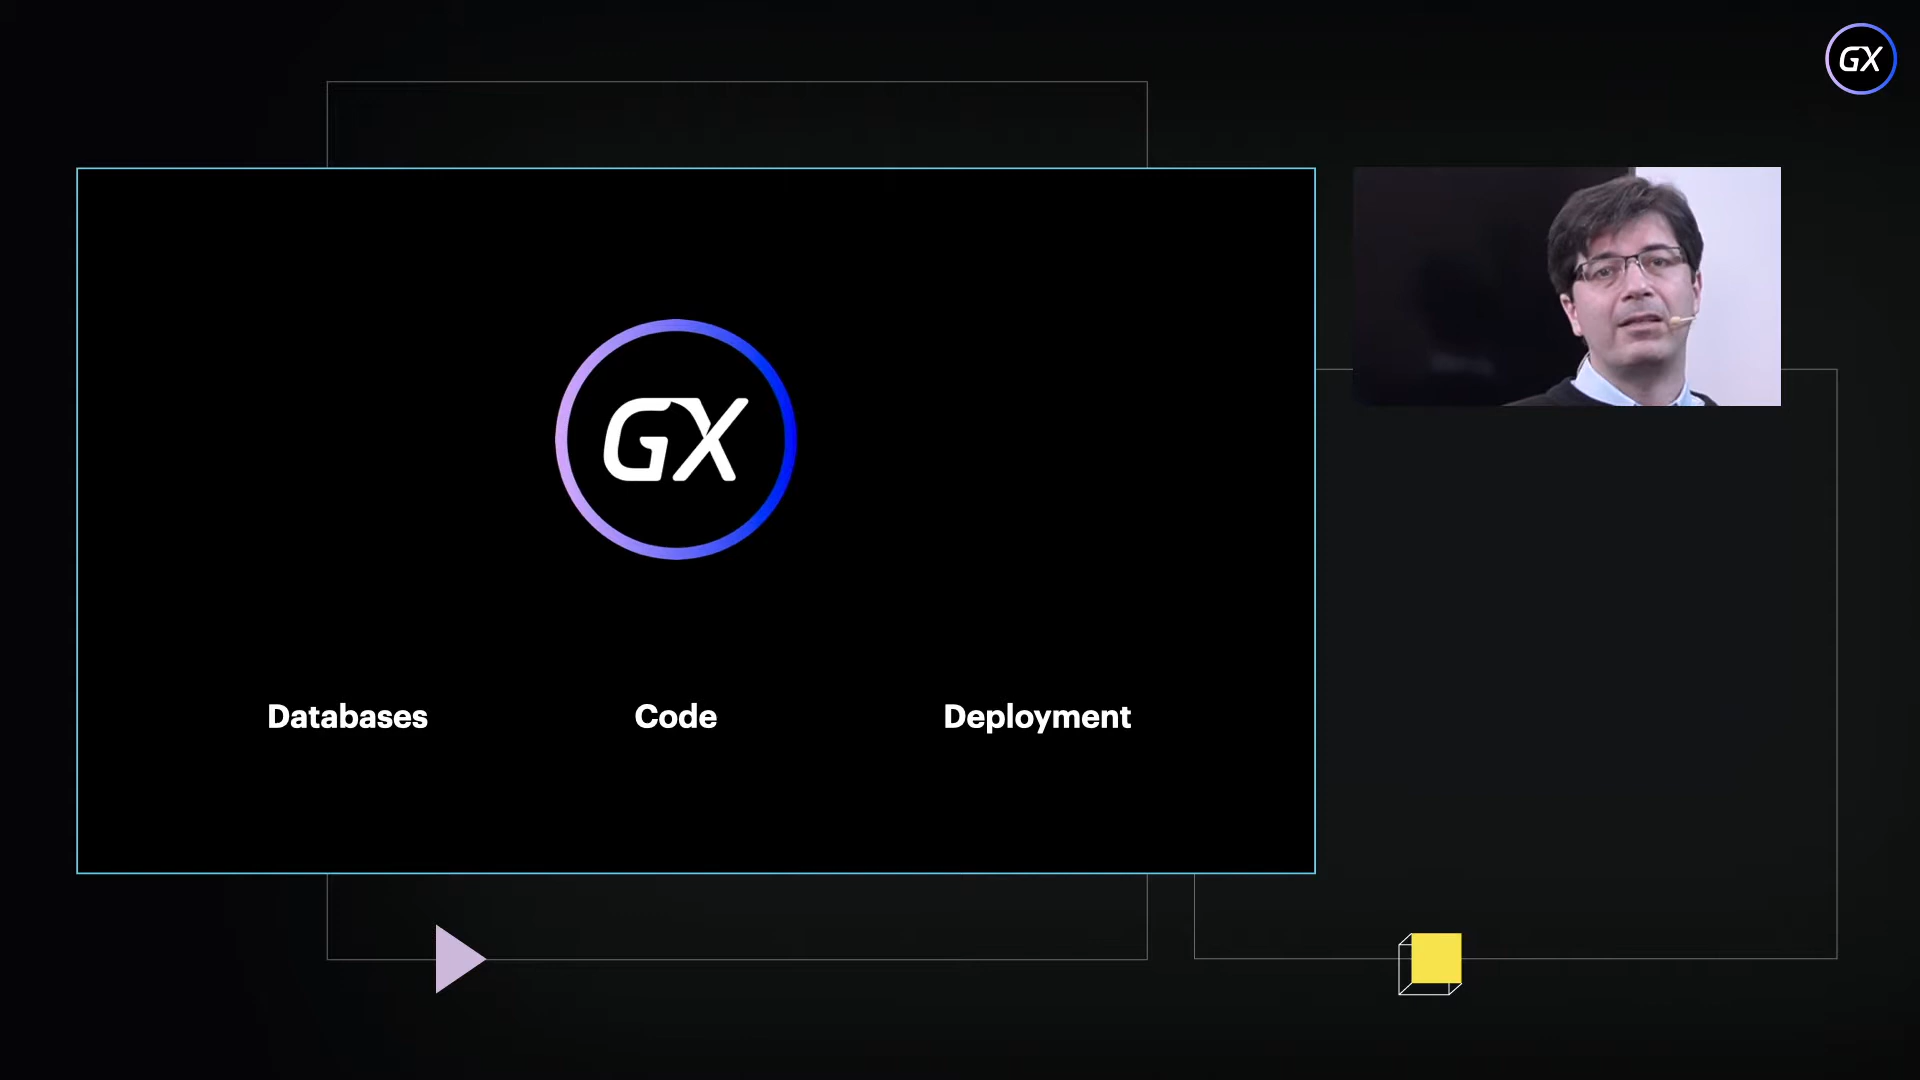 GX
GX
Databases
Code
Deployment